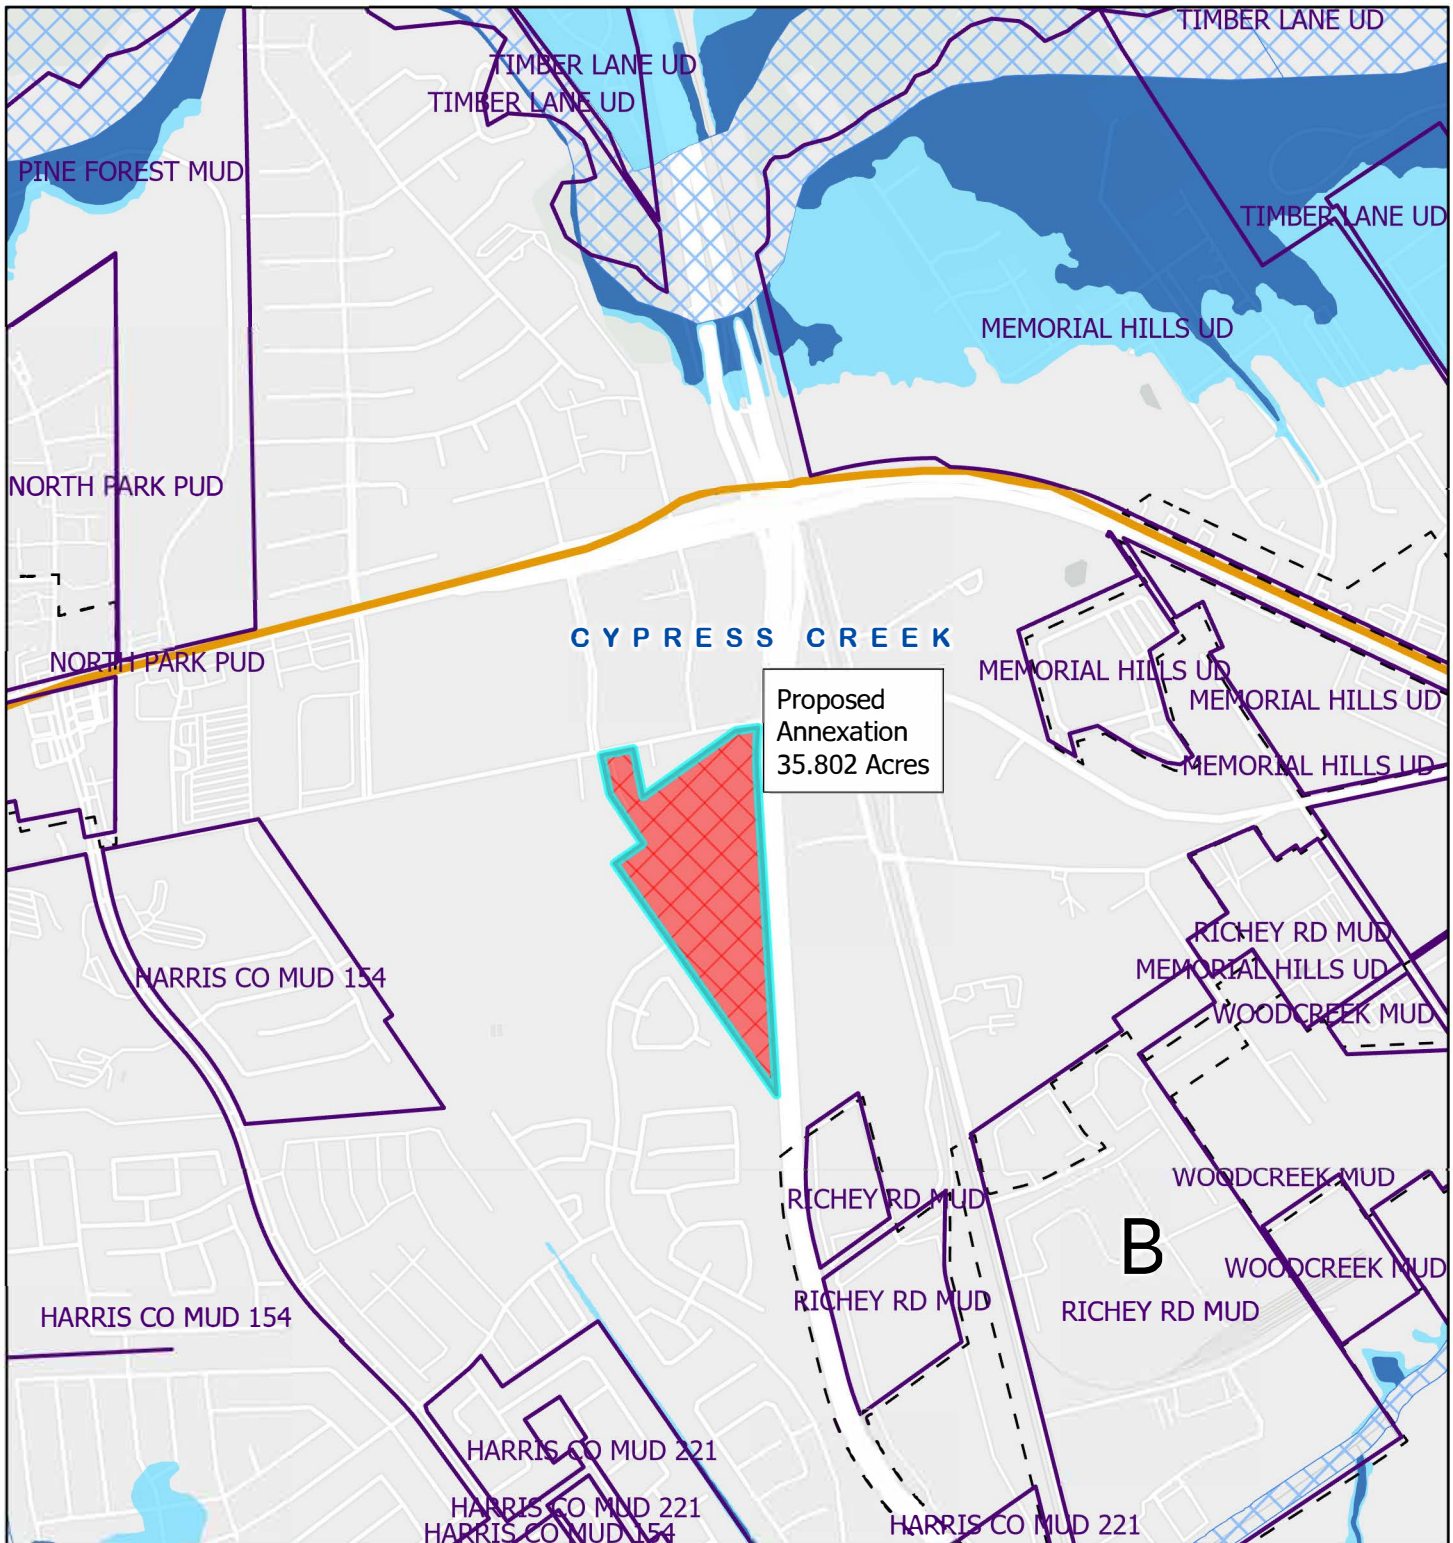 TIMBER LANE UD
TIMBER LANE UD
TIMBER LANE UD
PINE FOREST MUD
TIMBER LANE UD
MEMORIAL HILLS UD
NORTH PARK PUD
CYPRESS CREEK
NORTH PARK PUD
MEMORIAL HILLS UD
Proposed
Annexation
35.802 Acres
MEMORIAL HILLS UD
MEMORIAL HILLS UD
RICHEY RD MUD
MEMORIAL HILLS UD
HARRIS CO MUD 154
WOODCREEK MUD
WOODCREEK MUD
RICHEY RD MUD
B
WOODCREEK MUD
RICHEY RD MUD
RICHEY RD MUD
HARRIS CO MUD 154
HARRIS CO MUD 221
HARRIS CO MUD 221
HARRIS CO MUD 221
HARRIS CO MUD 154